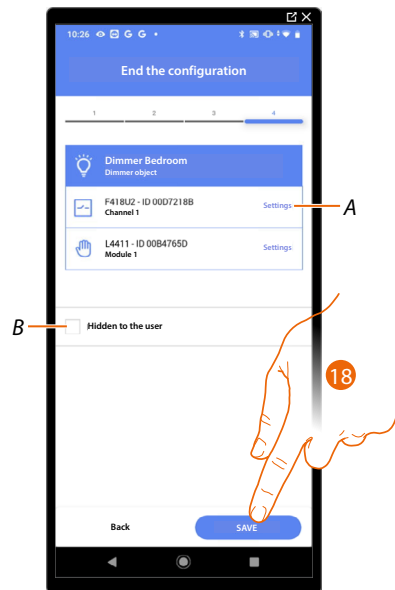 10:26 G G •
End the configuration
1 2 3 4
Dimmer Bedroom
Dimmer object
F418U2 - ID 00D7218B
Channel 1
Settings
A
L4411 - ID 00B4765D
Module 1
Settings
B
Hidden to the user
18
Back
SAVE